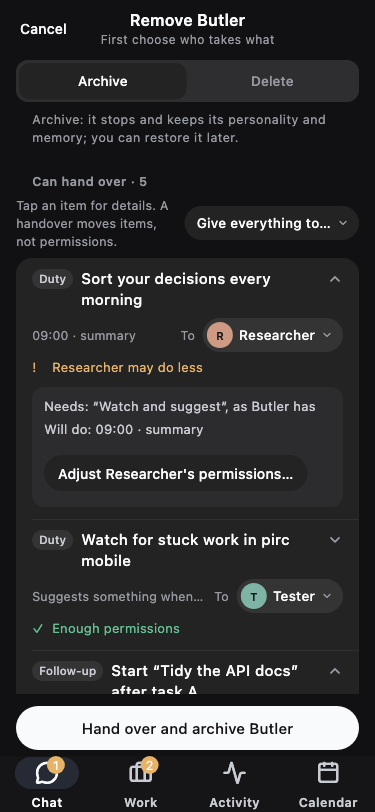 Cancel
Remove Butler
First choose who takes what
Archive
Delete
Archive: it stops and keeps its personality and
memory; you can restore it later.
Can hand over · 5
Tap an item for details. A
handover moves items,
not permissions.
Give everything to...
Duty
Sort your decisions every
morning
09:00 · summary
To
R
Researcher
! Researcher may do less
Needs: “Watch and suggest”, as Butler has
Will do: 09:00 · summary
Adjust Researcher's permissions...
Duty
Watch for stuck work in pirc
mobile
Suggests something when...
To
T
Tester
Enough permissions
Follow-up
Start “Tidy the API docs”
after task A
Hand over and archive Butler
1
2
Chat
Work
Activity
Calendar